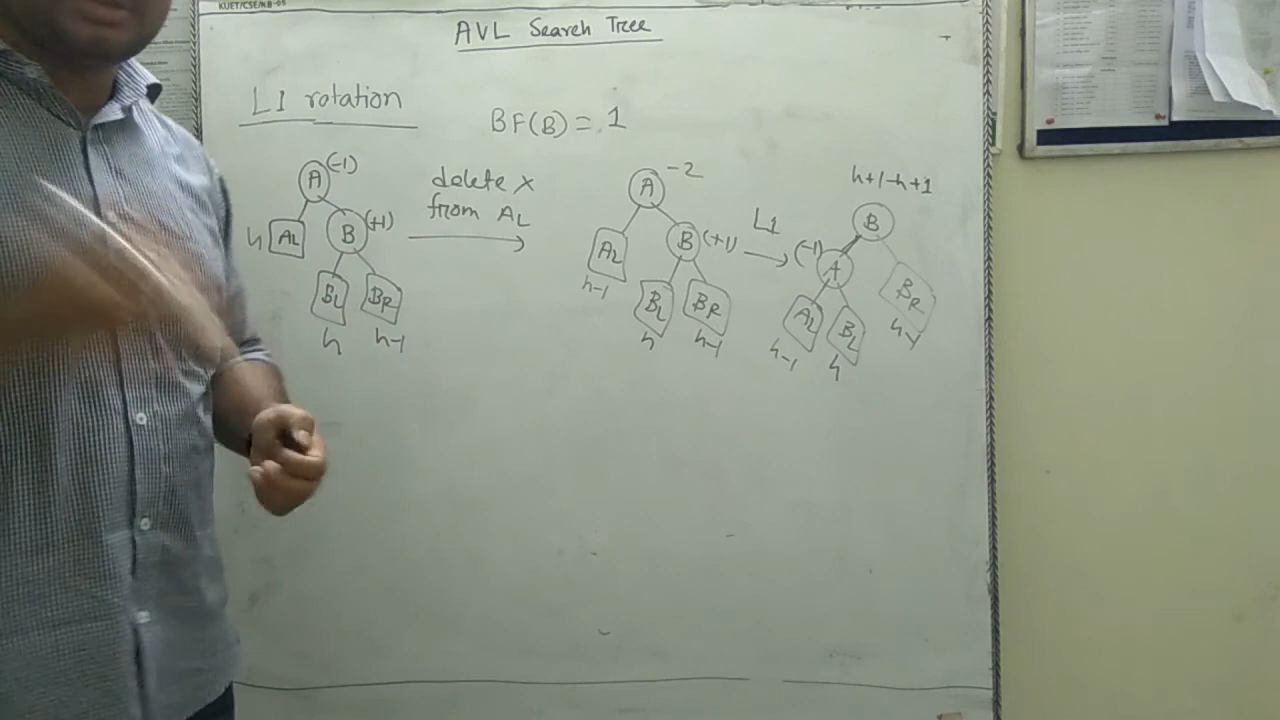 KUET/CSE/NB-05
AVL Search Tree
L1 rotation
BF(B) = 1
A (-1)
h AL B (+1)
BL BR
h h-1
delete x
from AL
A -2
AL B (+1)
h-1
BL BR
h h-1
L1
h+1-h+1
B
(-1) A
BR
h-1
AL BL
h-1 h